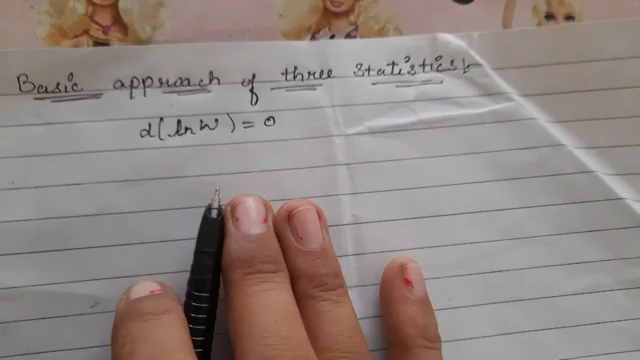 Basic approach of three statistics:-
d(lnW) = 0